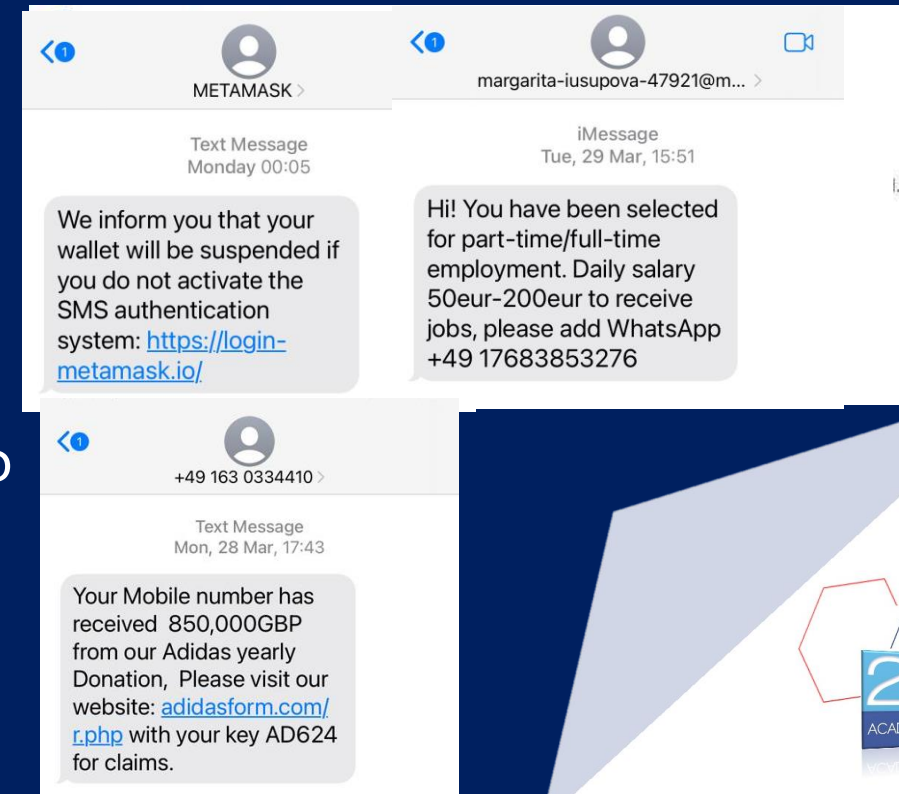 1
METAMASK >
Text Message
Monday 00:05
We inform you that your
wallet will be suspended if
you do not activate the
SMS authentication
system: https://login-
metamask.io/
1
margarita-iusupova-47921@m... >
iMessage
Tue, 29 Mar, 15:51
Hi! You have been selected
for part-time/full-time
employment. Daily salary
50eur-200eur to receive
jobs, please add WhatsApp
+49 17683853276
1
+49 163 0334410 >
Text Message
Mon, 28 Mar, 17:43
Your Mobile number has
received  850,000GBP
from our Adidas yearly
Donation,  Please visit our
website: adidasform.com/
r.php with your key AD624
for claims.
2
ACAD